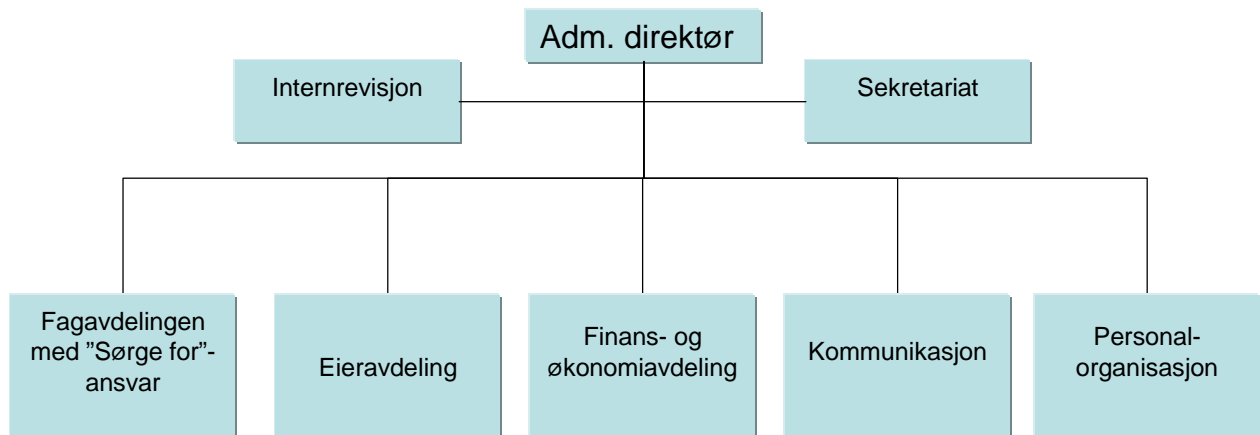 Adm. direktør
Internrevisjon
Sekretariat
Fagavdelingen
med ”Sørge for”-
ansvar
Eieravdeling
Finans- og
økonomiavdeling
Kommunikasjon
Personal-
organisasjon